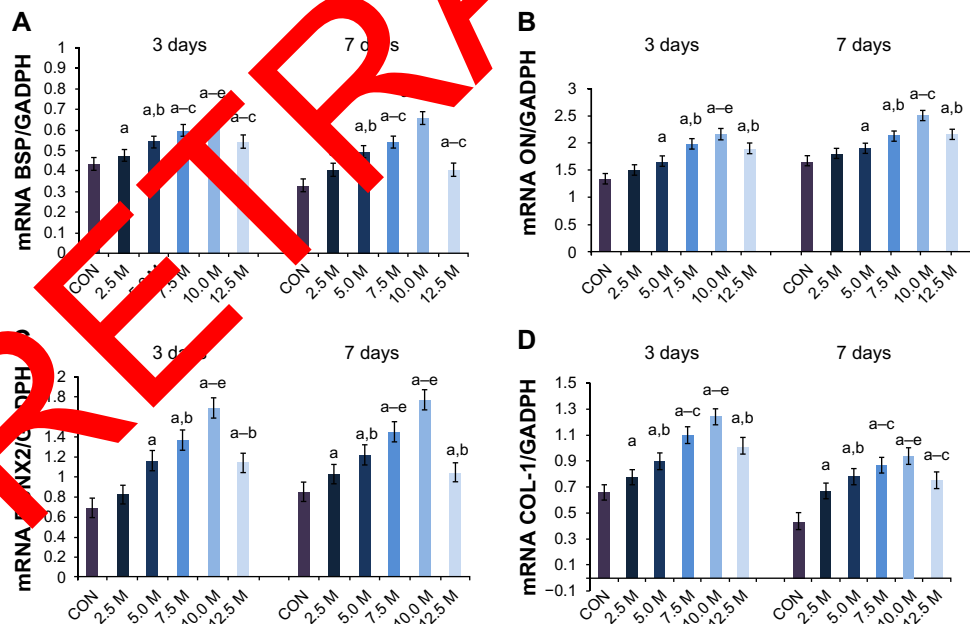 A
3 days
7 days
mRNA BSP/GADPH
1
0.9
0.8
0.7
0.6
0.5
0.4
0.3
0.2
0.1
0
a
a,b
a–c
a–e
a–c
a,b
a–c
a–c
CON
2.5 M
7.5 M
10.0 M
12.5 M
CON
2.5 M
5.0 M
7.5 M
10.0 M
12.5 M
B
3 days
7 days
mRNA ON/GADPH
3
2.5
2
1.5
1
0.5
0
a
a,b
a–e
a,b
a
a,b
a–c
a,b
CON
2.5 M
5.0 M
7.5 M
10.0 M
12.5 M
CON
2.5 M
5.0 M
7.5 M
10.0 M
12.5 M
3 days
7 days
mRNA
2
1.8
1.4
1.2
1
0.8
0.6
0.4
0.2
0
a
a,b
a–e
a–b
a
a,b
a–e
a–e
a,b
CON
2.5 M
5.0 M
7.5 M
10.0 M
12.5 M
CON
2.5 M
5.0 M
7.5 M
10.0 M
12.5 M
D
3 days
7 days
mRNA COL-1/GADPH
1.5
1.3
1.1
0.9
0.7
0.5
0.3
0.1
−0.1
a
a,b
a–c
a–e
a,b
a
a,b
a–c
a–e
a–c
CON
2.5 M
5.0 M
7.5 M
10.0 M
12.5 M
CON
2.5 M
5.0 M
7.5 M
10.0 M
12.5 M
RETRA